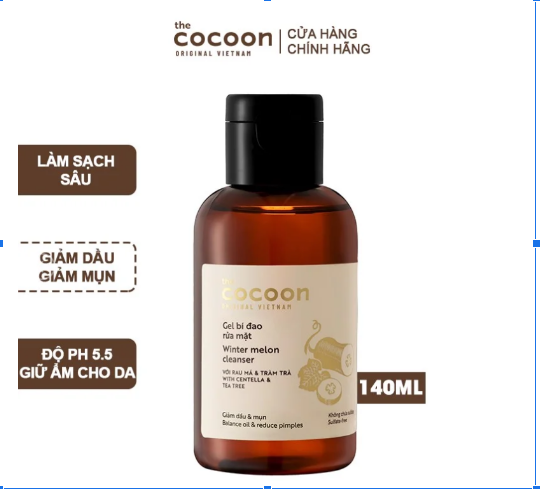 the
cocoon
ORIGINAL VIETNAM
CỬA HÀNG
CHÍNH HÃNG
LÀM SẠCH
SÂU
GIẢM DẦU
GIẢM MỤN
ĐỘ PH 5.5
GIỮ ẨM CHO DA
the
cocoon
ORIGINAL VIETNAM
Gel bí đao
rửa mặt
Winter melon
cleanser
VỚI RAU MÁ & TRÀM TRÀ
WITH CENTELLA &
TEA TREE
Giảm dầu & mụn
Balance oil & reduce pimples
Không chứa
Sulfate-free
140ML